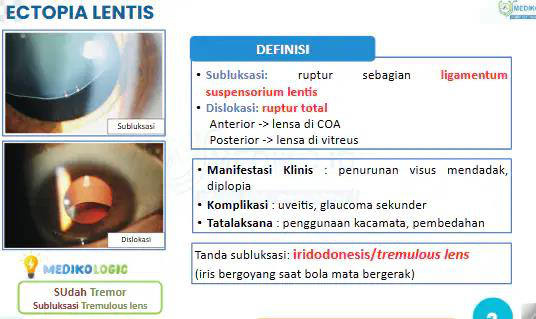 ECTOPIA LENTIS
MEDIKO
DEFINISI
• Subluksasi: ruptur sebagian ligamentum
suspensorium lentis
• Dislokasi: ruptur total
Anterior -> lensa di COA
Posterior -> lensa di vitreus
Subluksasi
• Manifestasi Klinis : penurunan visus mendadak,
diplopia
• Komplikasi : uveitis, glaucoma sekunder
• Tatalaksana : penggunaan kacamata, pembedahan
Dislokasi
Tanda subluksasi: iridodonesis/tremulous lens
(iris bergoyang saat bola mata bergerak)
MEDIKOLOGIC
SUdah Tremor
Subluksasi Tremulous lens